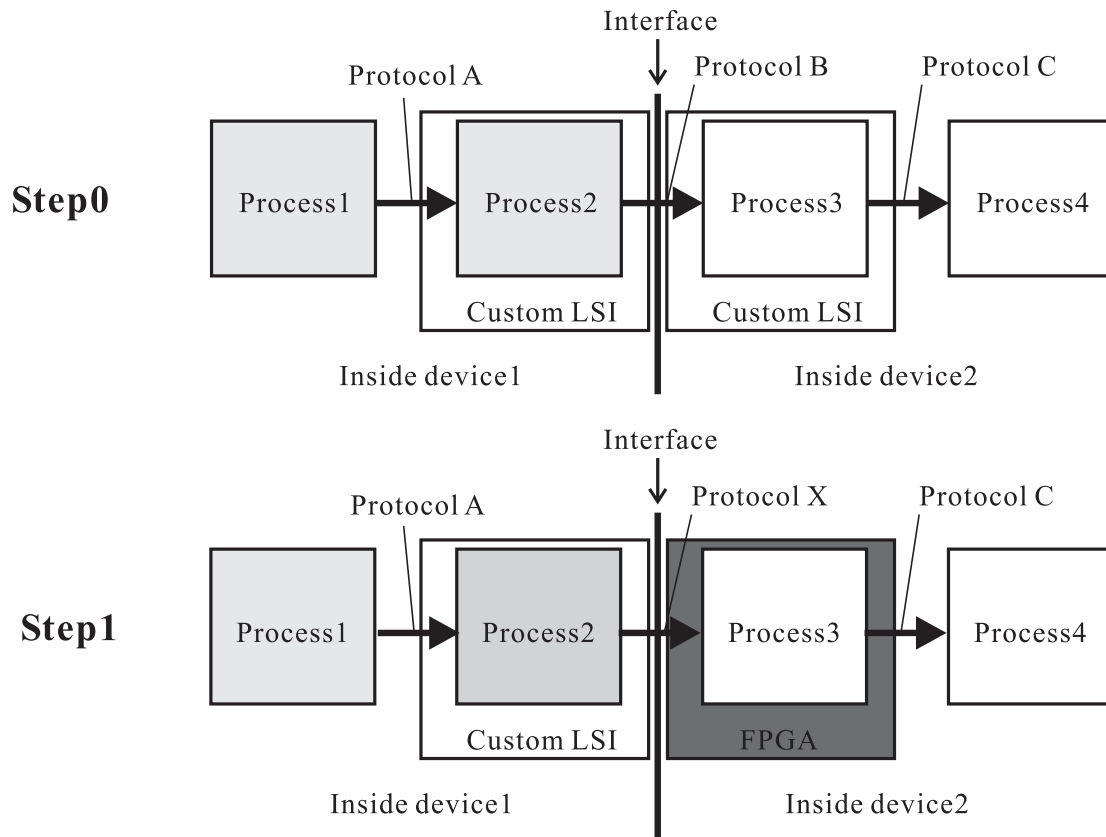 Interface
Protocol A
Protocol B
Protocol C
Step0
Process1
Process2
Process3
Process4
Custom LSI
Custom LSI
Inside device1
Inside device2
Interface
Protocol A
Protocol X
Protocol C
Step1
Process1
Process2
Process3
Process4
Custom LSI
FPGA
Inside device1
Inside device2